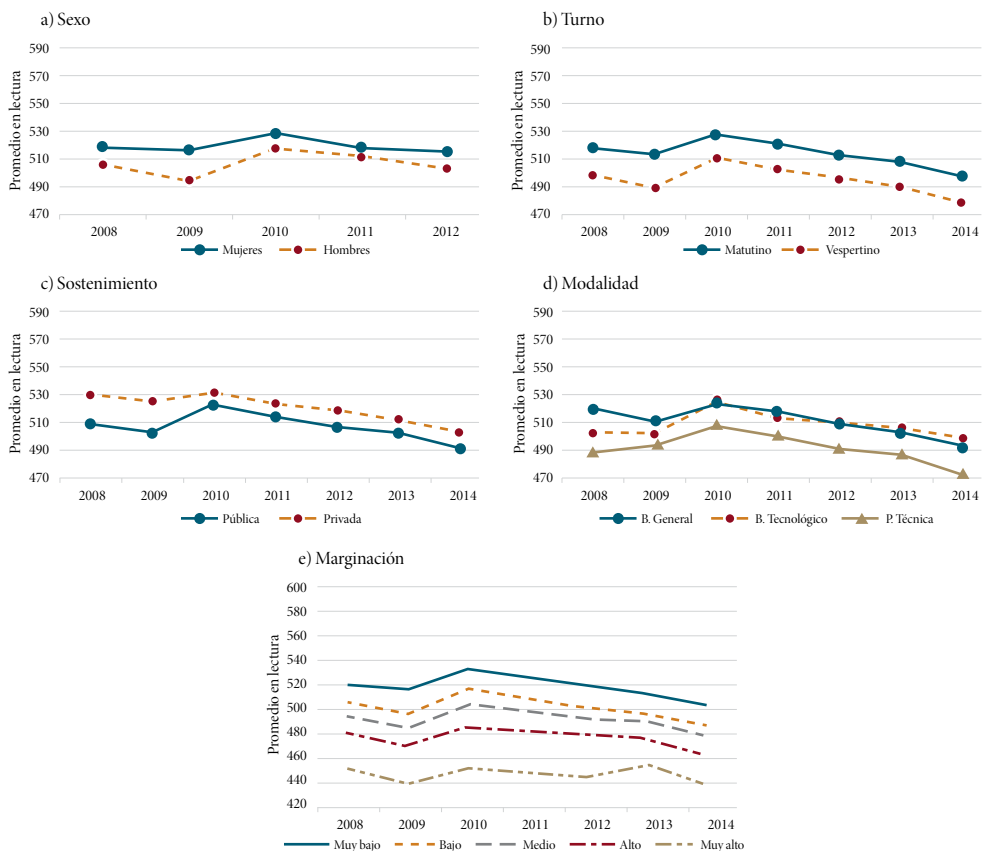 a) Sexo
Promedio en lectura
590
570
550
530
510
490
470
2008 2009 2010 2011 2012
Mujeres Hombres
b) Turno
Promedio en lectura
590
570
550
530
510
490
470
2008 2009 2010 2011 2012 2013 2014
Matutino Vespertino
c) Sostenimiento
Promedio en lectura
590
570
550
530
510
490
470
2008 2009 2010 2011 2012 2013 2014
Pública Privada
d) Modalidad
Promedio en lectura
590
570
550
530
510
490
470
2008 2009 2010 2011 2012 2013 2014
B. General B. Tecnológico P. Técnica
e) Marginación
Promedio en lectura
600
580
560
540
520
500
480
460
440
420
2008 2009 2010 2011 2012 2013 2014
Muy bajo Bajo Medio Alto Muy alto